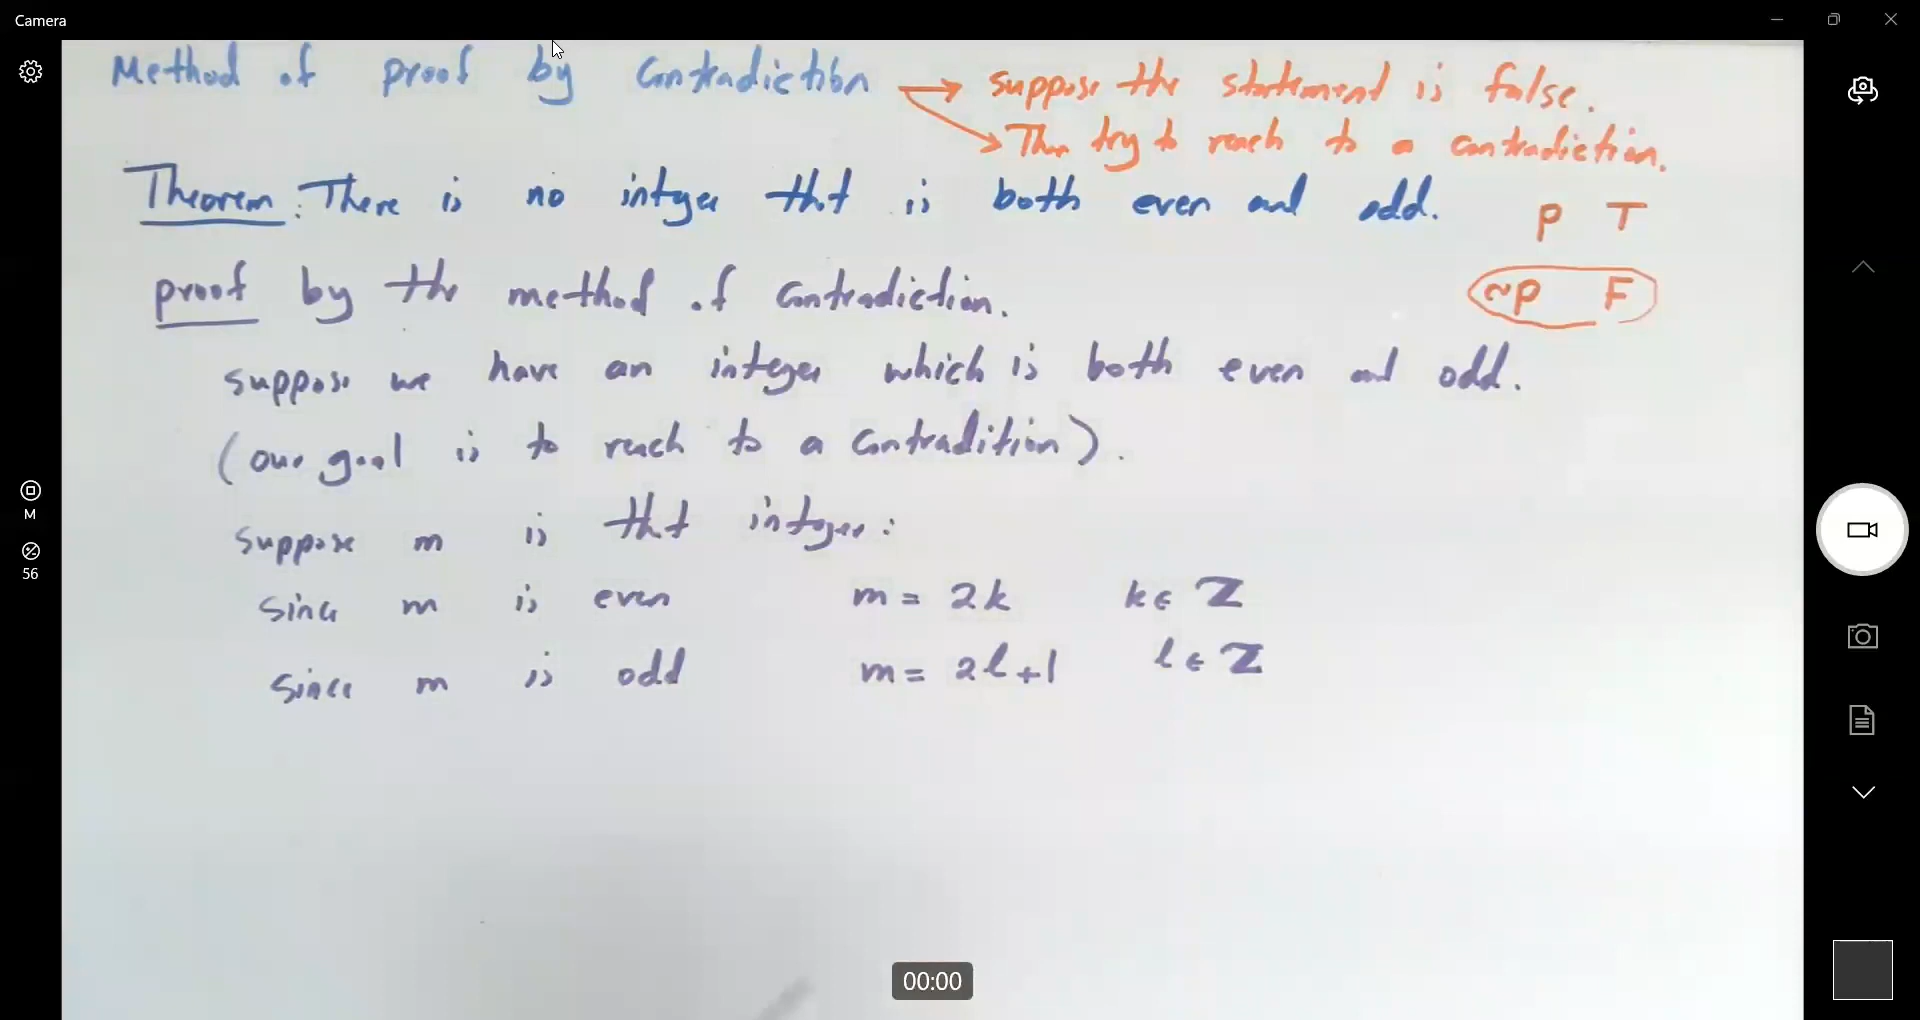 Camera
Method of proof by Contradiction → suppose the statement is false.
→ Then try to reach to a contradiction.
Theorem: There is no integer that is both even and odd. p T
proof by the method of Contradiction. ~p F
suppose we have an integer which is both even and odd.
(our goal is to reach to a Contradition).
suppose m is that integer:
since m is even m = 2k k ∈ ℤ
since m is odd m = 2l+1 l ∈ ℤ
M
56
00:00